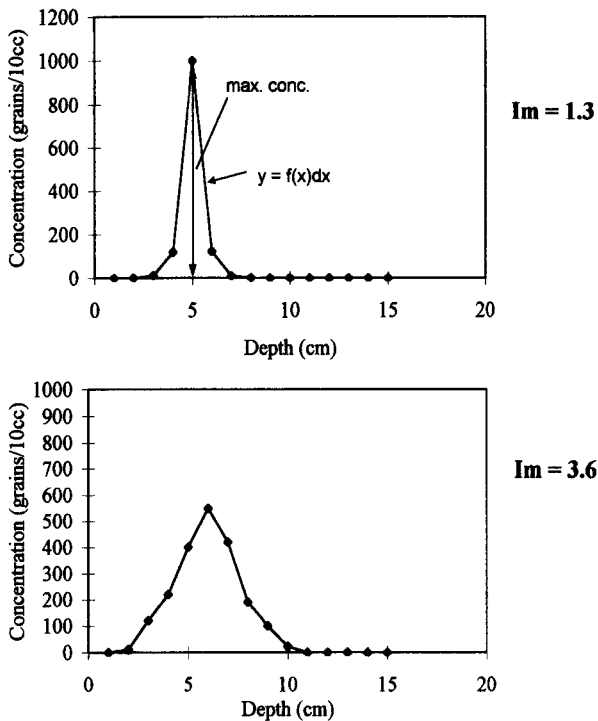 Concentration (grains/10cc)
1200
1000
800
600
400
200
0
max. conc.
y = f(x)dx
Im = 1.3
0 5 10 15 20
Depth (cm)
Concentration (grains/10cc)
1000
900
800
700
600
500
400
300
200
100
0
Im = 3.6
0 5 10 15 20
Depth (cm)